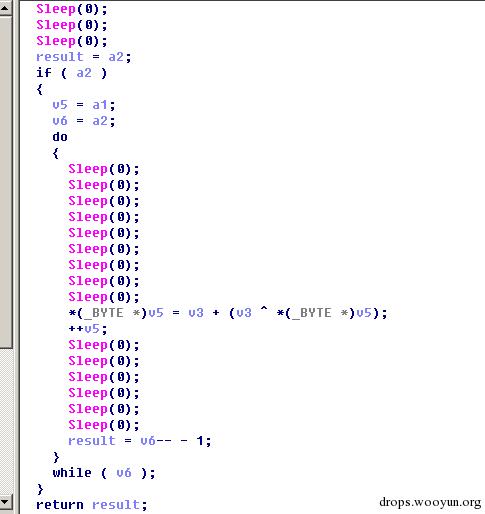 Sleep(0);
Sleep(0);
Sleep(0);
result = a2;
if ( a2 )
{
v5 = a1;
v6 = a2;
do
{
Sleep(0);
Sleep(0);
Sleep(0);
Sleep(0);
Sleep(0);
Sleep(0);
Sleep(0);
Sleep(0);
Sleep(0);
*(_BYTE *)v5 = v3 + (v3 ^ *(_BYTE *)v5);
++v5;
Sleep(0);
Sleep(0);
Sleep(0);
Sleep(0);
Sleep(0);
Sleep(0);
result = v6-- - 1;
}
while ( v6 );
}
return result;
drops.wooyun.org